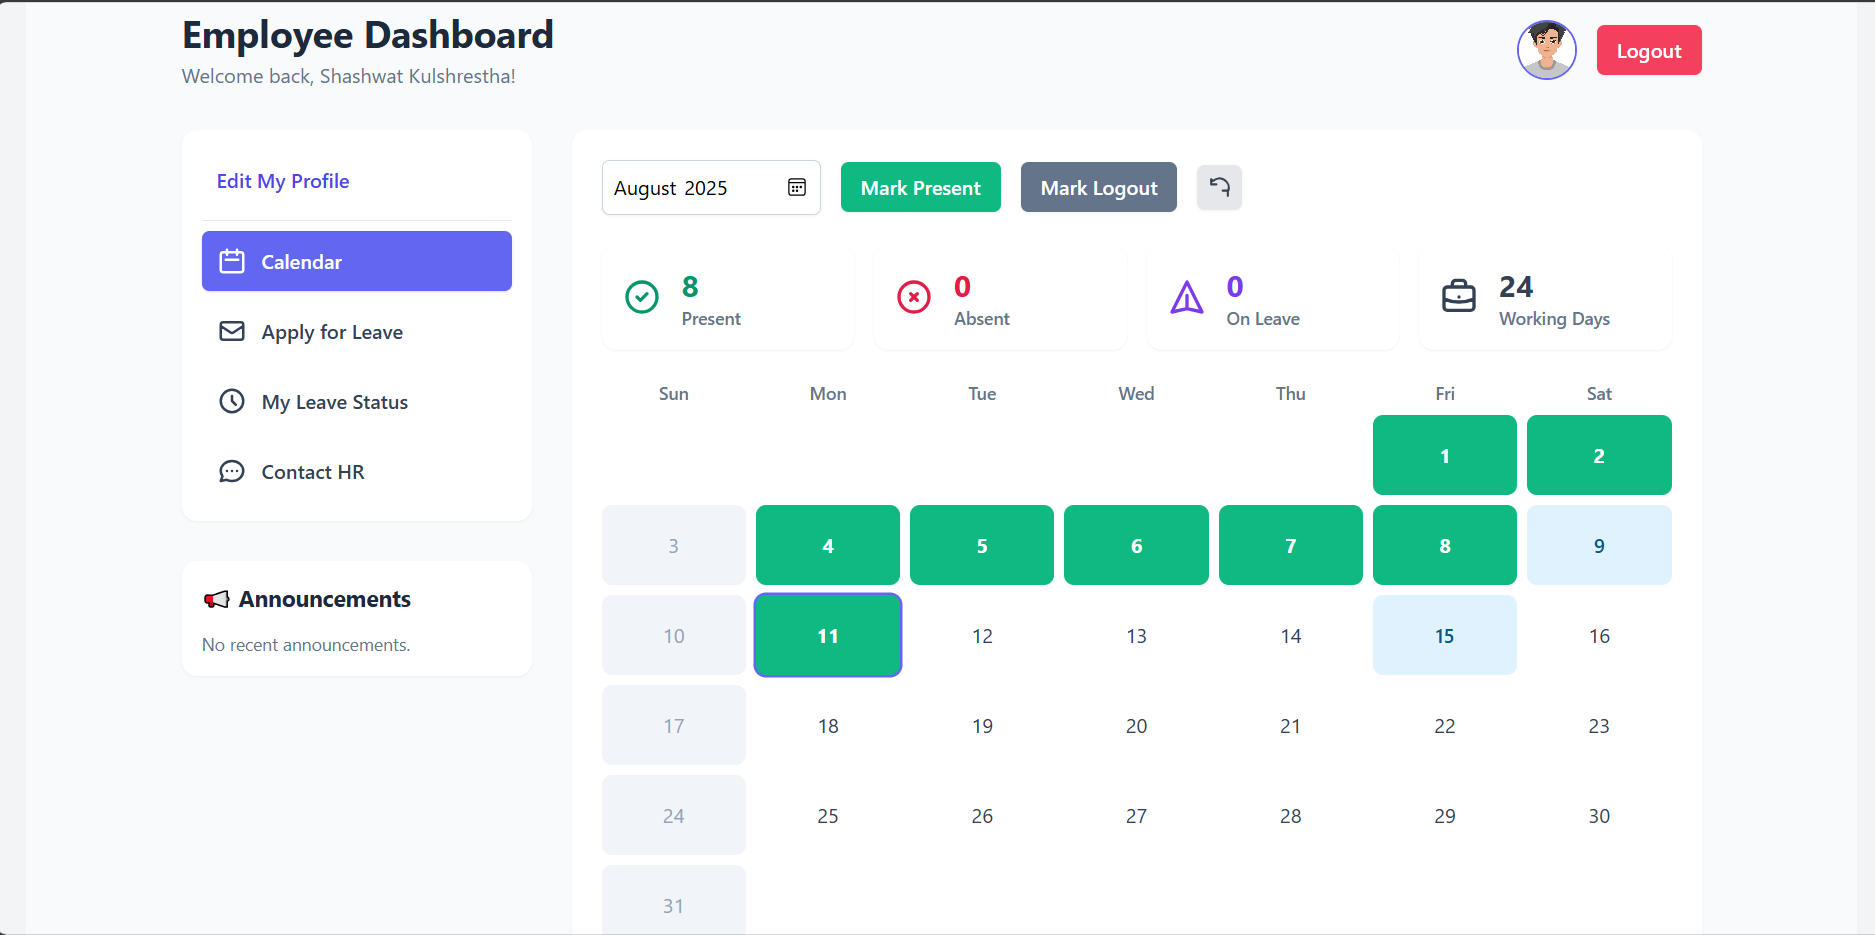 Employee Dashboard
Welcome back, Shashwat Kulshrestha!
Logout
Edit My Profile
Calendar
Apply for Leave
My Leave Status
Contact HR
Announcements
No recent announcements.
August 2025
Mark Present
Mark Logout
8
Present
0
Absent
0
On Leave
24
Working Days
Sun Mon Tue Wed Thu Fri Sat
1 2
3 4 5 6 7 8 9
10 11 12 13 14 15 16
17 18 19 20 21 22 23
24 25 26 27 28 29 30
31